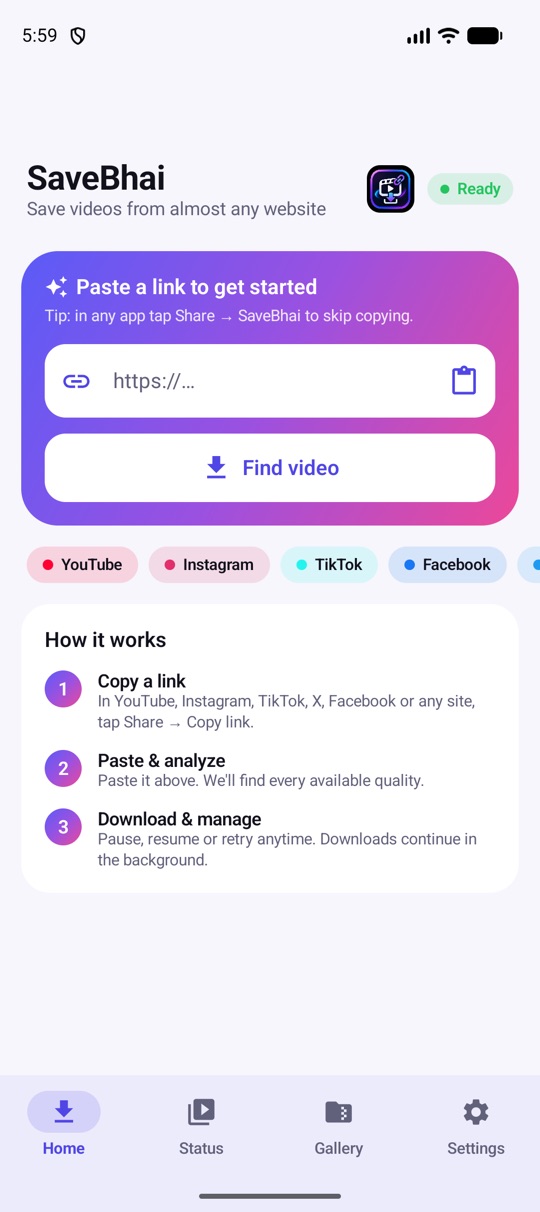 5:59
SaveBhai
Save videos from almost any website
Ready
Paste a link to get started
Tip: in any app tap Share → SaveBhai to skip copying.
https://...
Find video
YouTube
Instagram
TikTok
Facebook
How it works
1
Copy a link
In YouTube, Instagram, TikTok, X, Facebook or any site,
tap Share → Copy link.
2
Paste & analyze
Paste it above. We'll find every available quality.
3
Download & manage
Pause, resume or retry anytime. Downloads continue in
the background.
Home
Status
Gallery
Settings